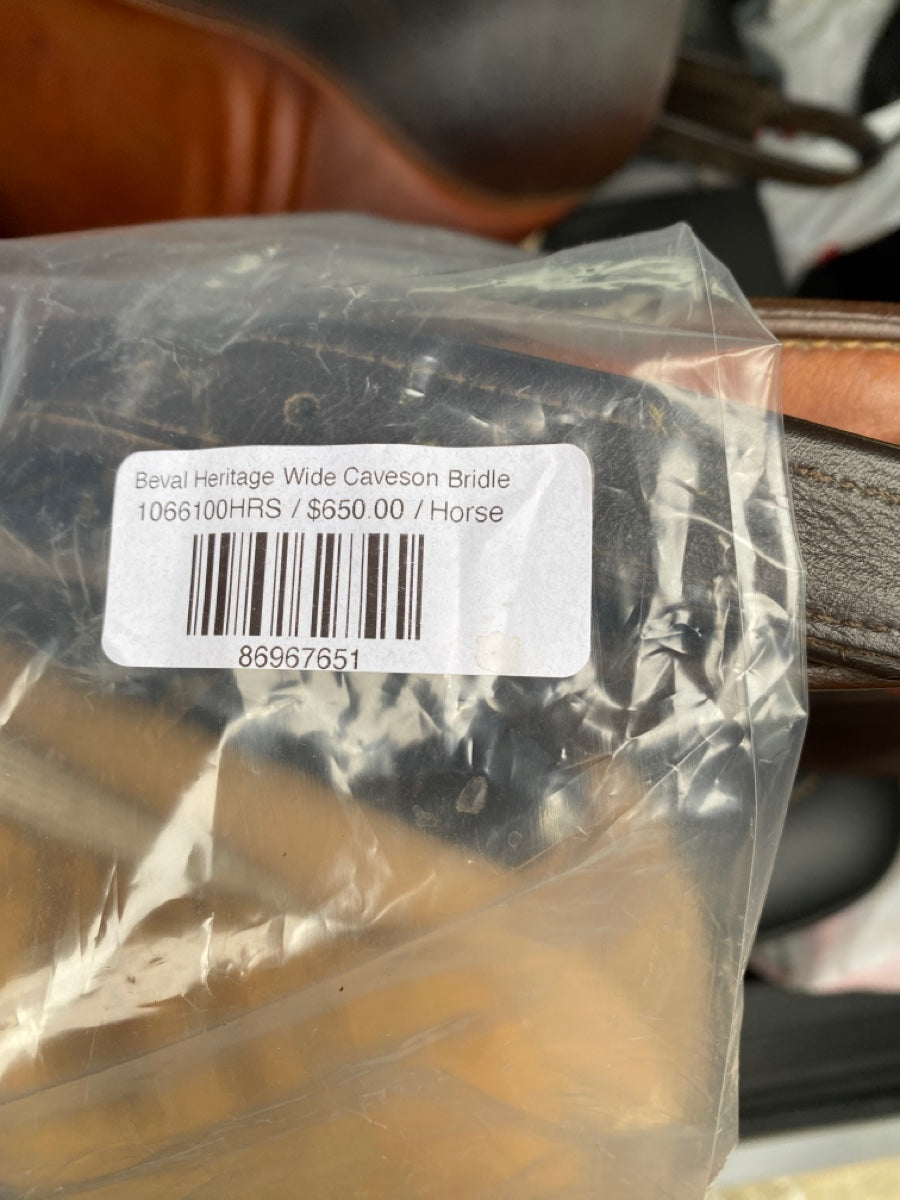 Beval Heritage Wide Caveson Bridle
1066100HRS / $650.00 / Horse
86967651